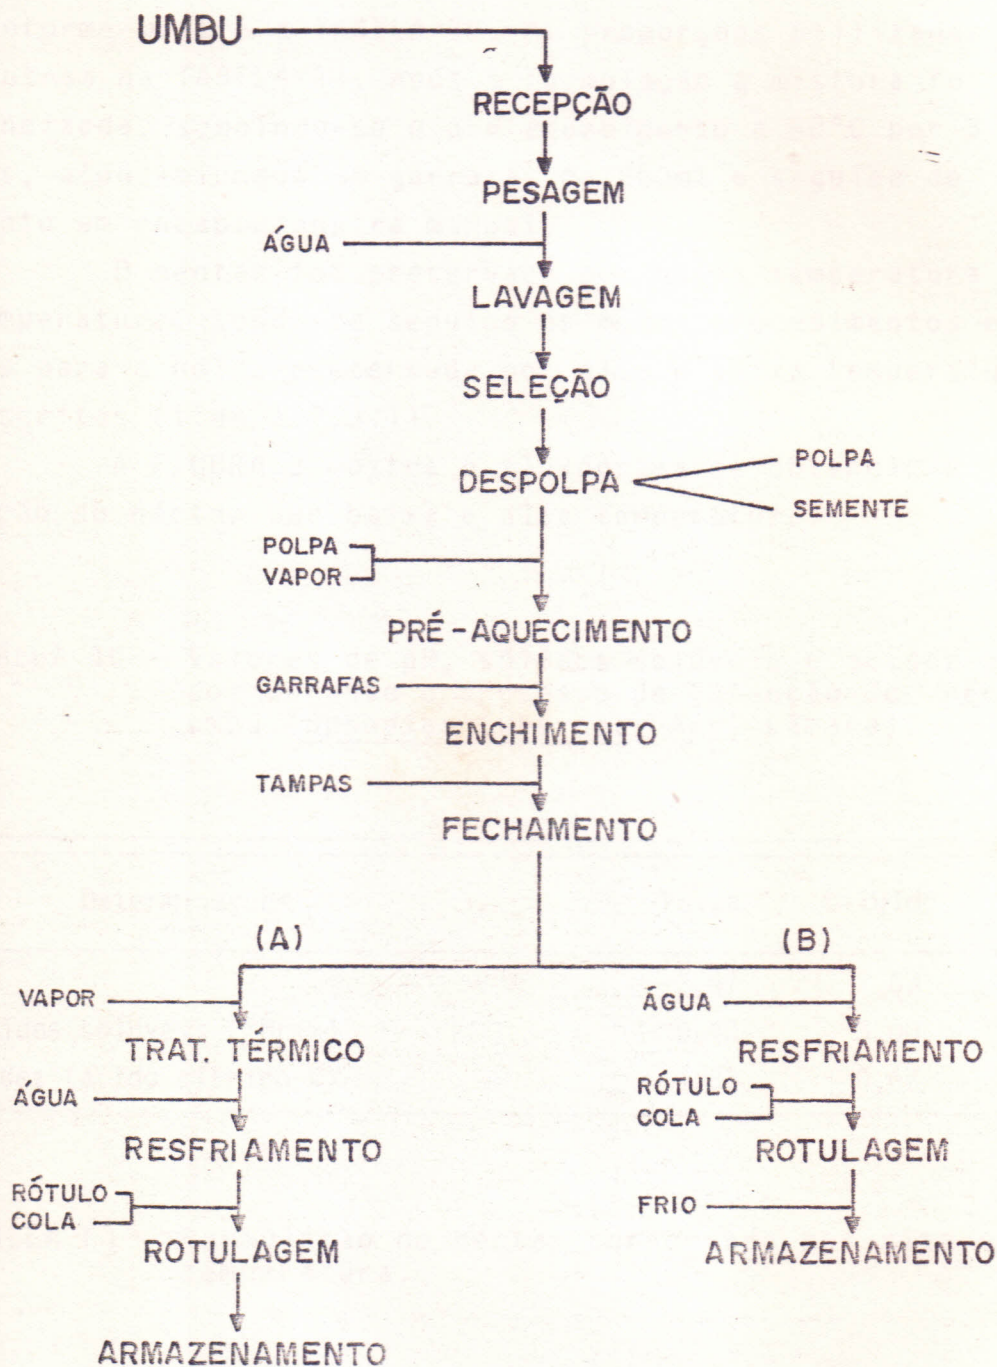 UMBU
RECEPÇÃO
PESAGEM
ÁGUA
LAVAGEM
SELEÇÃO
DESPOLPA
POLPA
SEMENTE
POLPA
VAPOR
PRÉ-AQUECIMENTO
GARRAFAS
ENCHIMENTO
TAMPAS
FECHAMENTO
(A)
VAPOR
TRAT. TÉRMICO
ÁGUA
RESFRIAMENTO
RÓTULO
COLA
ROTULAGEM
ARMAZENAMENTO
(B)
ÁGUA
RESFRIAMENTO
RÓTULO
COLA
ROTULAGEM
FRIO
ARMAZENAMENTO